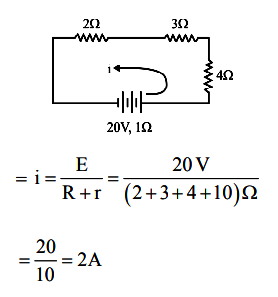 2Ω 3Ω
i 4Ω
20V, 1Ω
= i = E / (R + r) = 20 V / (2+3+4+10)Ω
= 20 / 10 = 2A